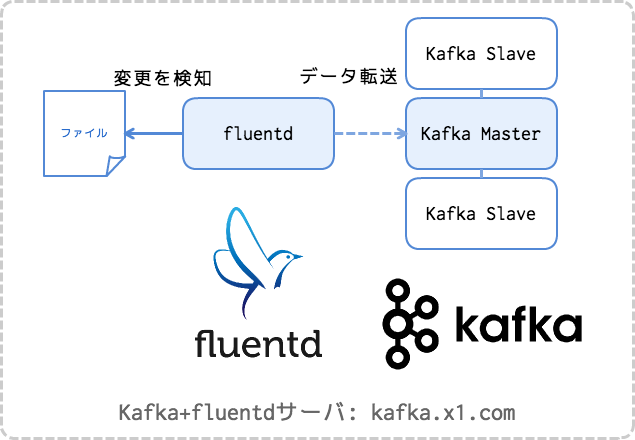 Kafka Slave
変更を検知
データ転送
ファイル
fluentd
Kafka Master
Kafka Slave
fluentd
kafka
Kafka+fluentdサーバ: kafka.x1.com